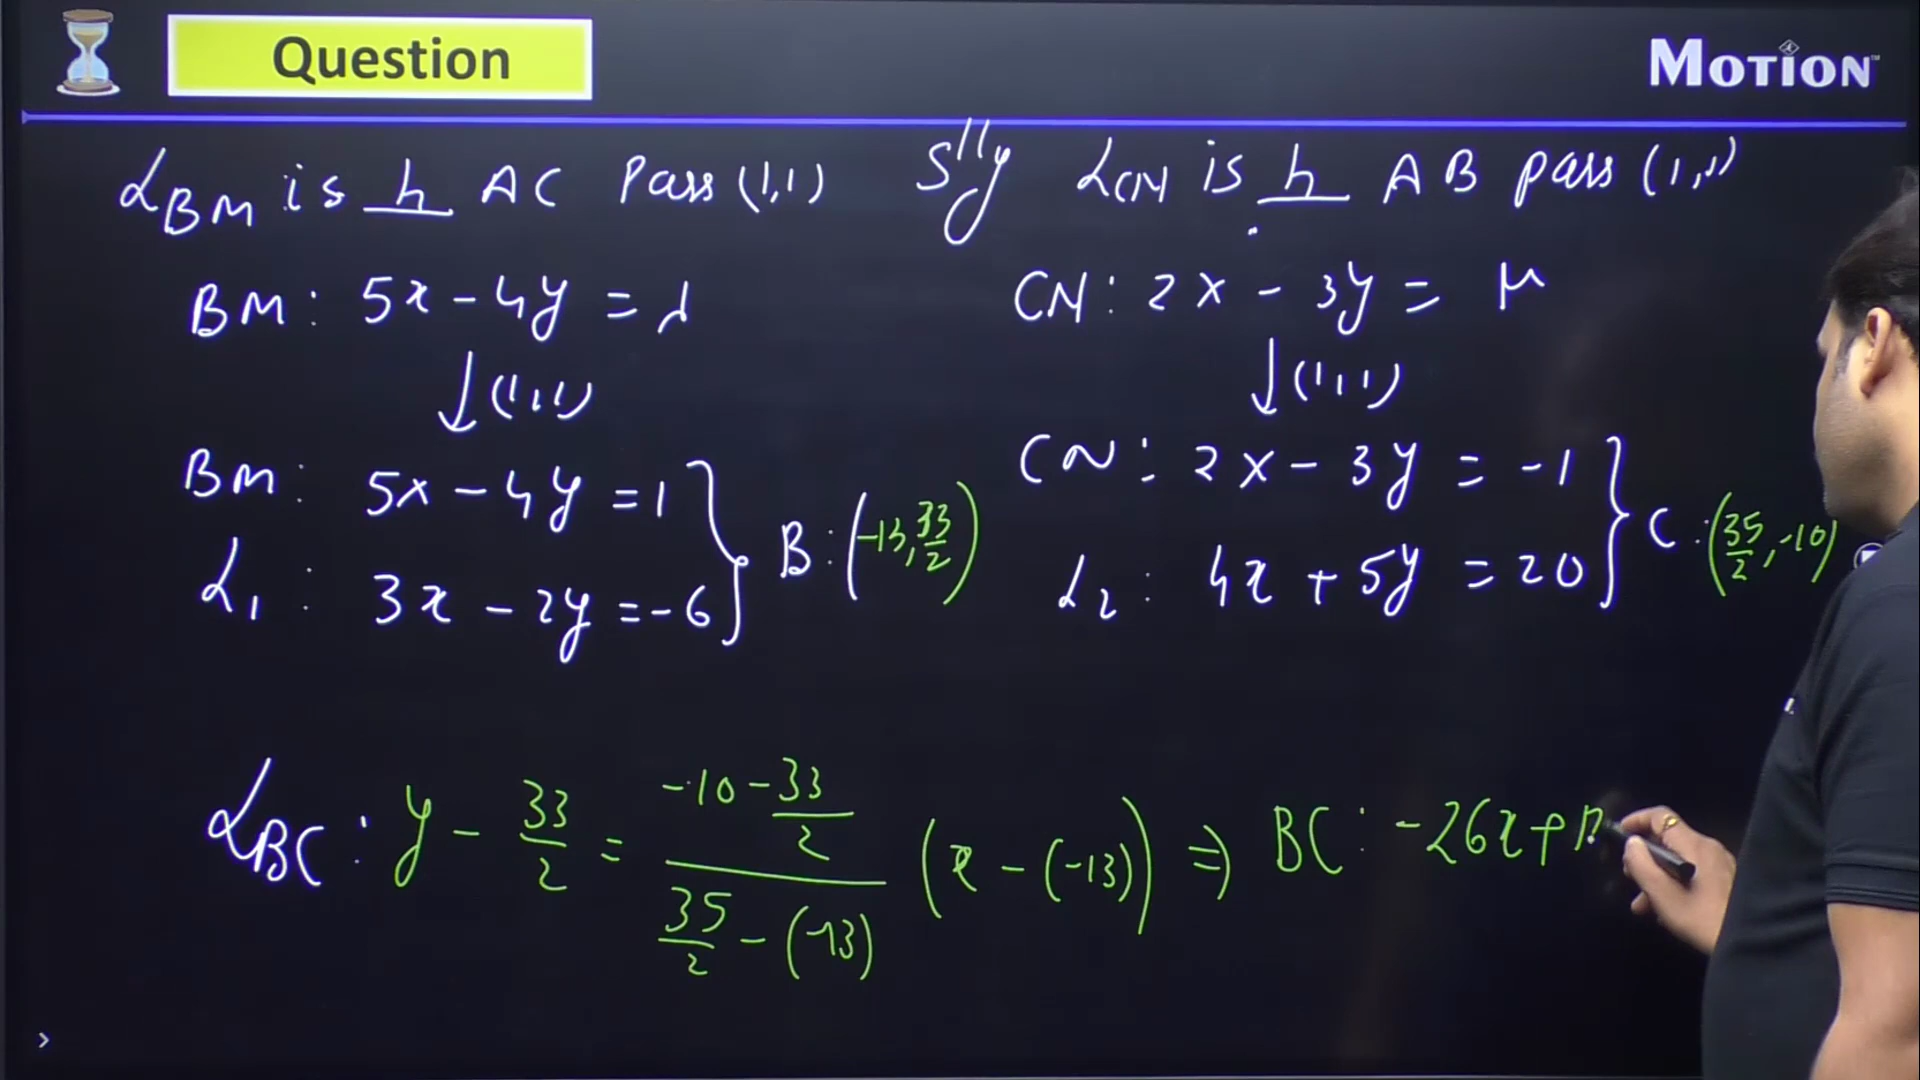 Question
MOTION™
L_BM is ⊥ AC Pass (1,1)
S||ly L_CN is ⊥ AB pass (1,1)
BM: 5x - 4y = λ
↓(1,1)
BM: 5x - 4y = 1
L₁: 3x - 2y = -6
B: (-13, 33/2)
CN: 2x - 3y = μ
↓(1,1)
CN: 2x - 3y = -1
L₂: 4x + 5y = 20
C: (35/2, -10)
L_BC: y - 33/2 = (-10 - 33/2)/(35/2 - (-13)) (x - (-13)) ⇒ BC: -26x +